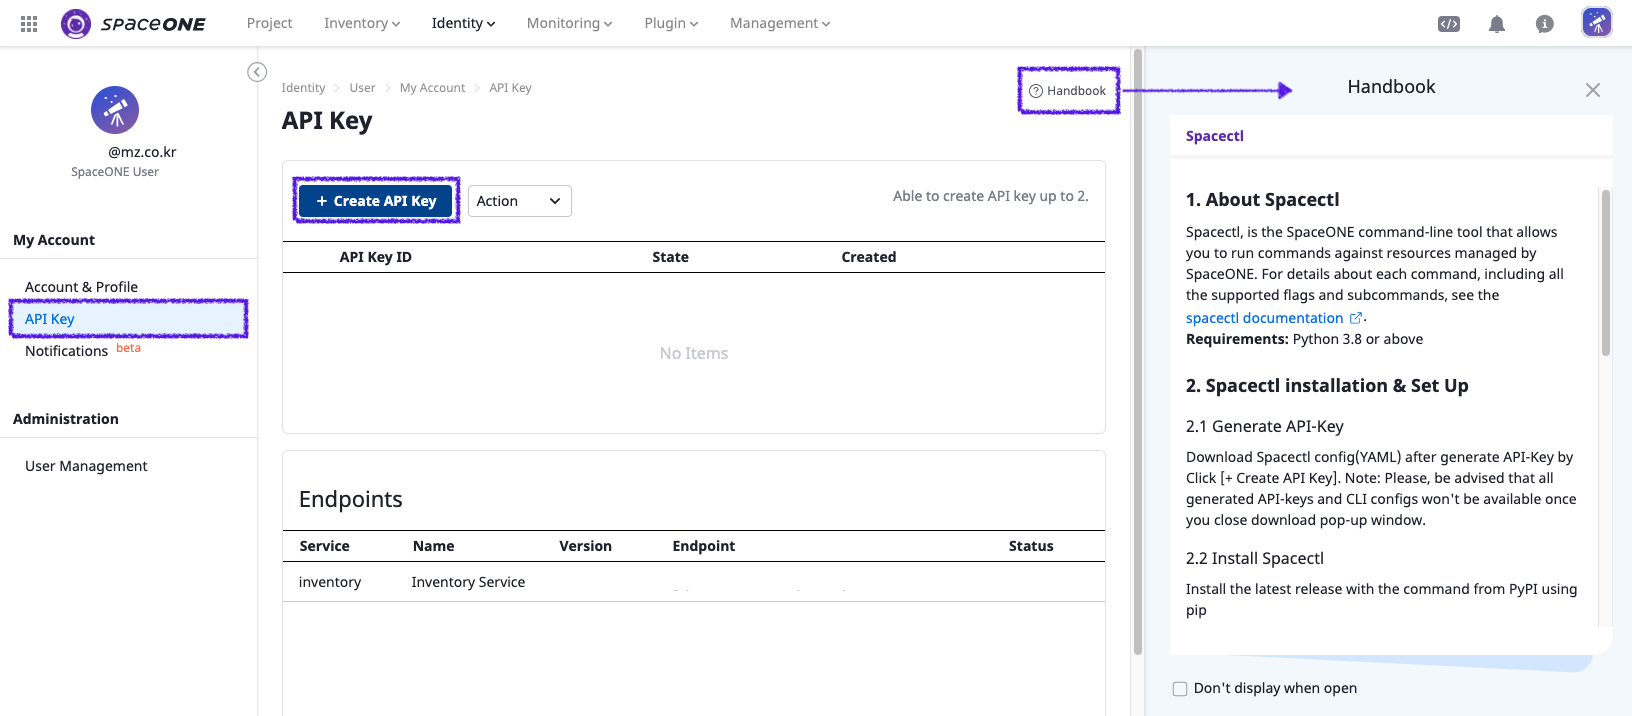 spaceONE Project Inventory Identity Monitoring Plugin Management
@mz.co.kr
SpaceONE User
My Account
Account & Profile
API Key
Notifications beta
Administration
User Management
Identity User My Account API Key
Handbook
API Key
+ Create API Key Action Able to create API key up to 2.
API Key ID State Created
No Items
Endpoints
Service Name Version Endpoint Status
inventory Inventory Service
Handbook
Spacectl
1. About Spacectl
Spacectl, is the SpaceONE command-line tool that allows
you to run commands against resources managed by
SpaceONE. For details about each command, including all
the supported flags and subcommands, see the
spacectl documentation .
Requirements: Python 3.8 or above
2. Spacectl installation & Set Up
2.1 Generate API-Key
Download Spacectl config(YAML) after generate API-Key by
Click [+ Create API Key]. Note: Please, be advised that all
generated API-keys and CLI configs won't be available once
you close download pop-up window.
2.2 Install Spacectl
Install the latest release with the command from PyPI using
pip
Don't display when open